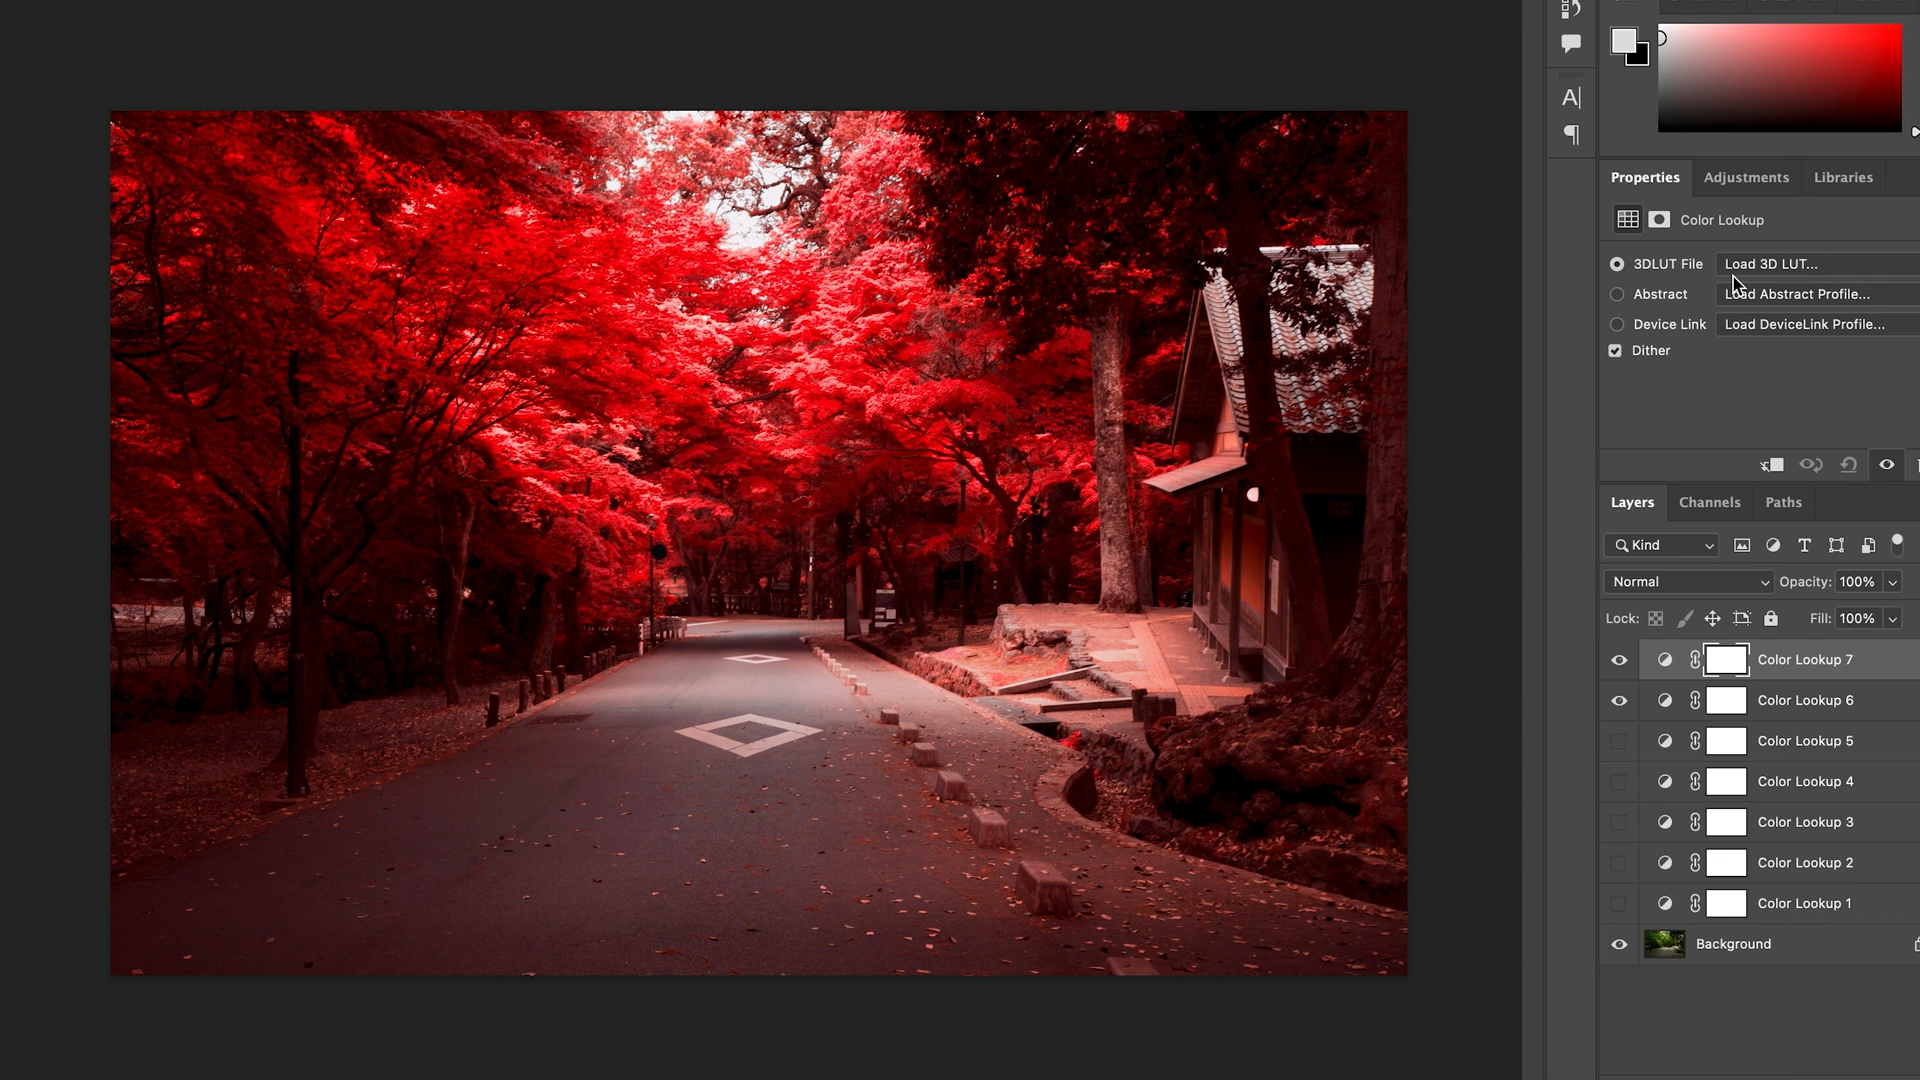 A|
Properties Adjustments Libraries
Color Lookup
3DLUT File Load 3D LUT...
Abstract Load Abstract Profile...
Device Link Load DeviceLink Profile...
Dither
Layers Channels Paths
Kind
Normal Opacity: 100%
Lock: Fill: 100%
Color Lookup 7
Color Lookup 6
Color Lookup 5
Color Lookup 4
Color Lookup 3
Color Lookup 2
Color Lookup 1
Background